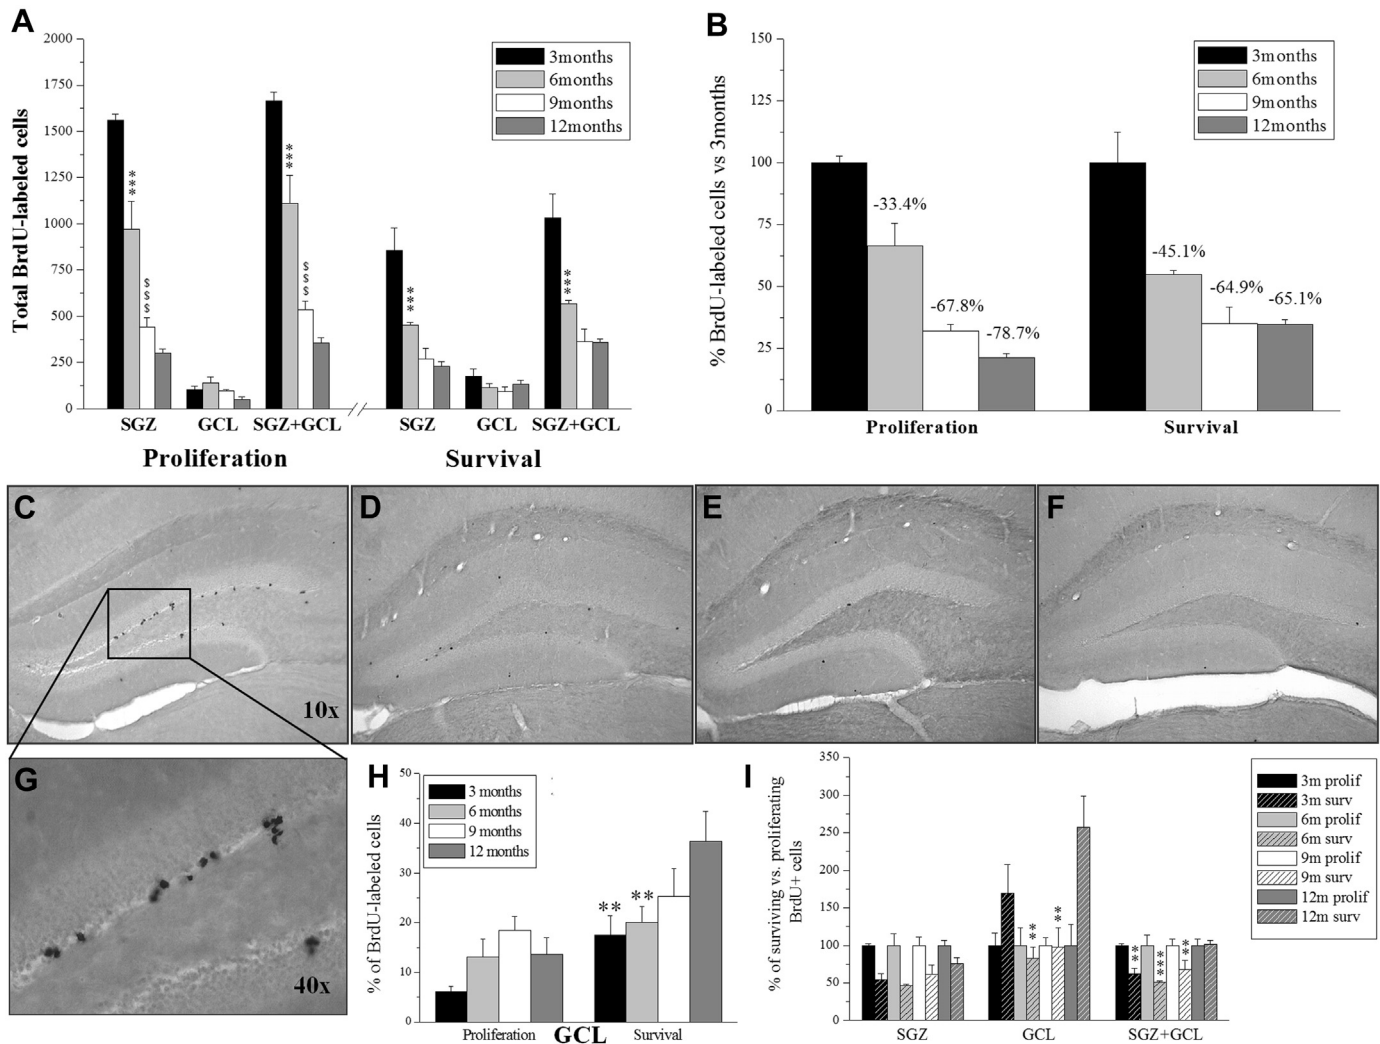 A
Total BrdU-labeled cells
2000
1750
1500
1250
1000
750
500
250
0
3months
6months
9months
12months
***
$$$
***
$$$
***
***
SGZ GCL SGZ+GCL SGZ GCL SGZ+GCL
Proliferation Survival
B
% BrdU-labeled cells vs 3months
150
125
100
75
50
25
0
3months
6months
9months
12months
-33.4%
-67.8%
-78.7%
-45.1%
-64.9%
-65.1%
Proliferation Survival
C
10x
D
E
F
G
40x
H
% of BrdU-labeled cells
50
40
30
20
10
0
3 months
6 months
9 months
12 months
** **
Proliferation GCL Survival
I
% of surviving vs. proliferating
BrdU+ cells
350
300
250
200
150
100
50
0
** ** ** *** **
SGZ GCL SGZ+GCL
3m prolif
3m surv
6m prolif
6m surv
9m prolif
9m surv
12m prolif
12m surv